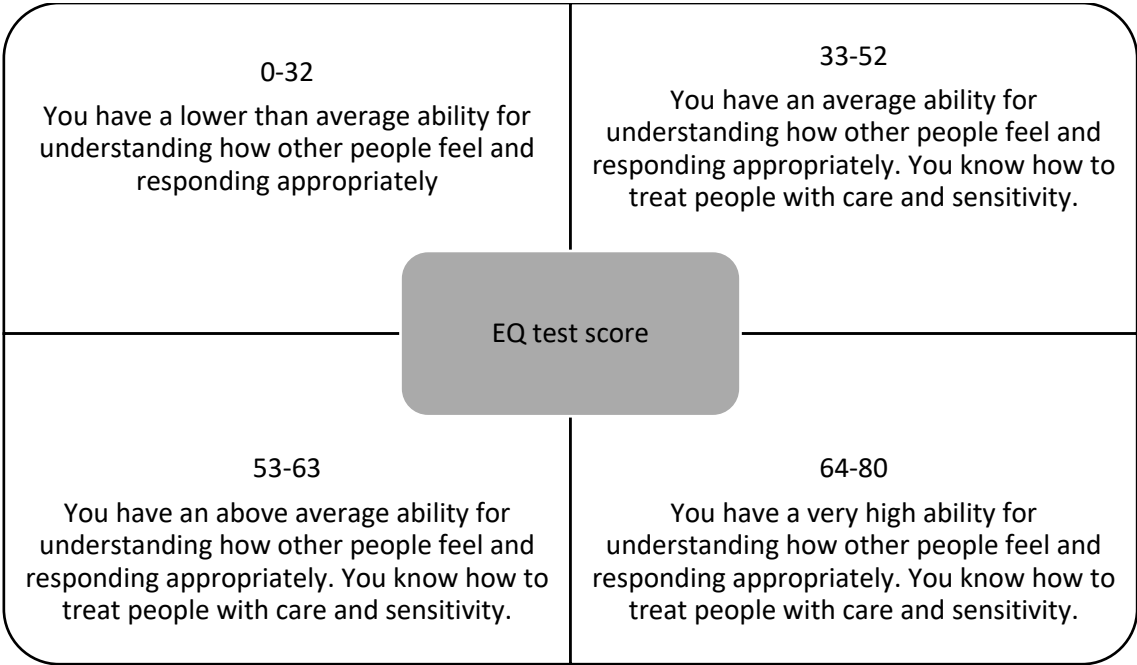 0-32
You have a lower than average ability for
understanding how other people feel and
responding appropriately
33-52
You have an average ability for
understanding how other people feel and
responding appropriately. You know how to
treat people with care and sensitivity.
EQ test score
53-63
You have an above average ability for
understanding how other people feel and
responding appropriately. You know how to
treat people with care and sensitivity.
64-80
You have a very high ability for
understanding how other people feel and
responding appropriately. You know how to
treat people with care and sensitivity.